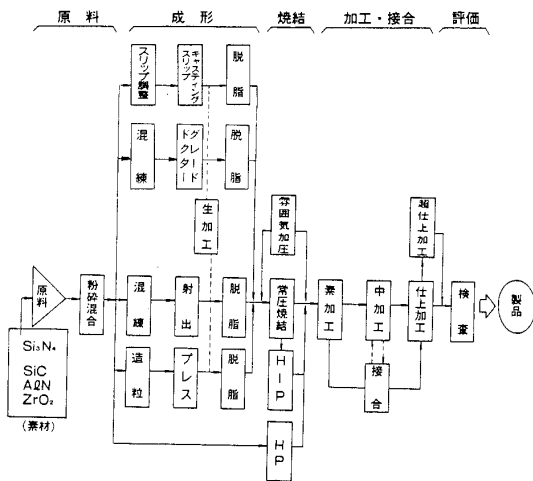 原料
成形
焼結
加工・接合
評価
スリップ調整
キャスティングスリップ
脱脂
混練
ドクターグレード
脱脂
生加工
雰囲気加圧
超仕上加工
原料
粉砕混合
混練
射出
脱脂
常圧焼結
素加工
中加工
仕上加工
検査
製品
Si₃N₄
SiC
AℓN
ZrO₂
(素材)
造粒
プレス
脱脂
HIP
接合
HP